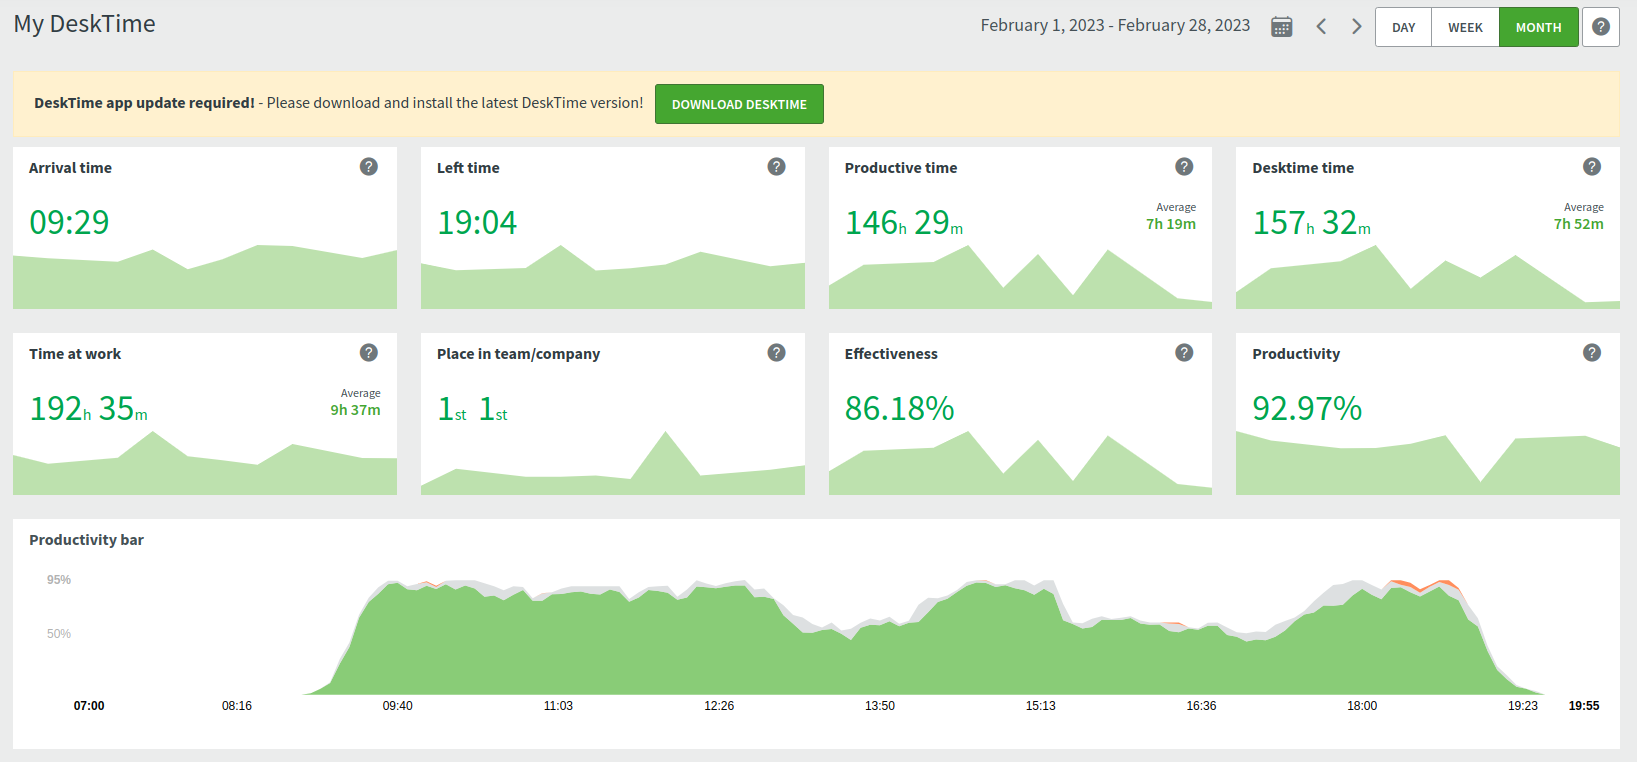 My DeskTime
February 1, 2023 - February 28, 2023
DAY WEEK MONTH ?
DeskTime app update required! - Please download and install the latest DeskTime version! DOWNLOAD DESKTIME
Arrival time ?
09:29
Left time ?
19:04
Productive time ?
146h 29m
Average
7h 19m
Desktime time ?
157h 32m
Average
7h 52m
Time at work ?
192h 35m
Average
9h 37m
Place in team/company ?
1st 1st
Effectiveness ?
86.18%
Productivity ?
92.97%
Productivity bar
95%
50%
07:00 08:16 09:40 11:03 12:26 13:50 15:13 16:36 18:00 19:23 19:55